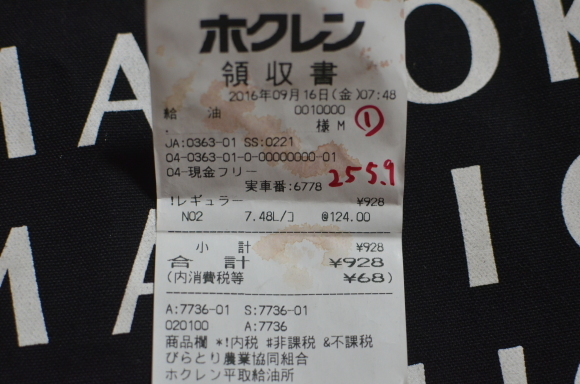 ホクレン
領収書
2016年09月16日(金)07:48
給 油 0010000
. 様 M ①
JA:0363-01 SS:0221
04-0363-01-0-00000000-01
04-現金フリー
実車番:6778 255.9
!レギュラー ¥928
N02 7.48L/コ @124.00
小 計 ¥928
合 計 ¥928
(内消費税等 ¥68)
A:7736-01 S:7736-01
020100 A:7736
商品欄 *!内税 #非課税 &不課税
びらとり農業協同組合
ホクレン平取給油所